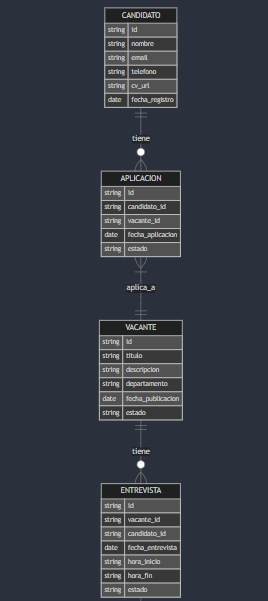 CANDIDATO
string id
string nombre
string email
string telefono
string cv_url
date fecha_registro
tiene
APLICACION
string id
string candidato_id
string vacante_id
date fecha_aplicacion
string estado
aplica_a
VACANTE
string id
string titulo
string descripcion
string departamento
date fecha_publicacion
string estado
tiene
ENTREVISTA
string id
string vacante_id
string candidato_id
date fecha_entrevista
string hora_inicio
string hora_fin
string estado